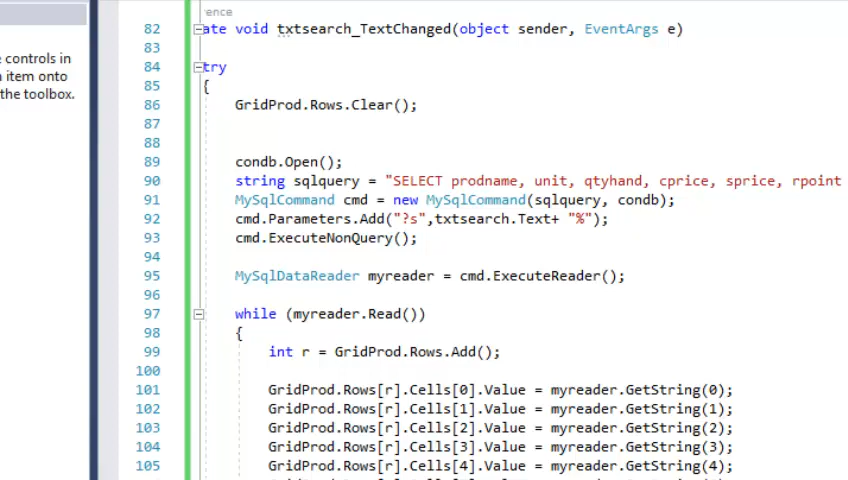 erence
82 ate void txtsearch_TextChanged(object sender, EventArgs e)
83
84 try
85 {
86 GridProd.Rows.Clear();
87
88
89 condb.Open();
90 string sqlquery = "SELECT prodname, unit, qtyhand, cprice, sprice, rpoint
91 MySqlCommand cmd = new MySqlCommand(sqlquery, condb);
92 cmd.Parameters.Add("?s",txtsearch.Text+ "%");
93 cmd.ExecuteNonQuery();
94
95 MySqlDataReader myreader = cmd.ExecuteReader();
96
97 while (myreader.Read())
98 {
99 int r = GridProd.Rows.Add();
100
101 GridProd.Rows[r].Cells[0].Value = myreader.GetString(0);
102 GridProd.Rows[r].Cells[1].Value = myreader.GetString(1);
103 GridProd.Rows[r].Cells[2].Value = myreader.GetString(2);
104 GridProd.Rows[r].Cells[3].Value = myreader.GetString(3);
105 GridProd.Rows[r].Cells[4].Value = myreader.GetString(4);
controls in
item onto
the toolbox.